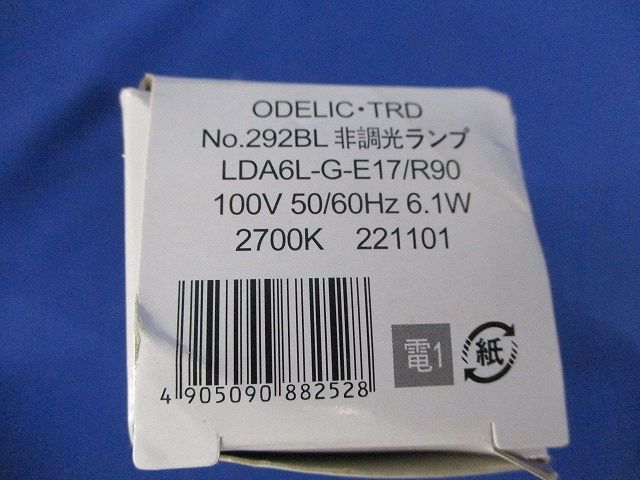 ODELIC・TRD
No.292BL 非調光ランプ
LDA6L-G-E17/R90
100V 50/60Hz 6.1W
2700K 221101
電1
紙
4 905090 882528